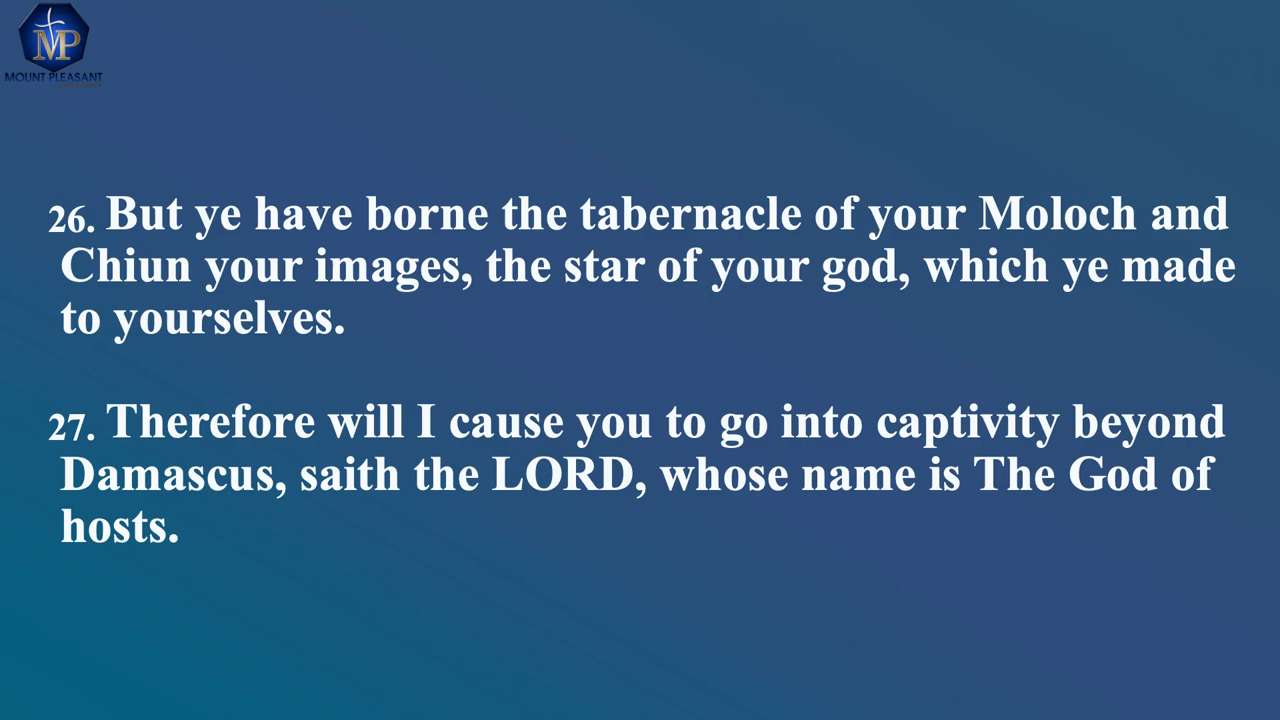 MP
MOUNT PLEASANT
26. But ye have borne the tabernacle of your Moloch and
Chiun your images, the star of your god, which ye made
to yourselves.
27. Therefore will I cause you to go into captivity beyond
Damascus, saith the LORD, whose name is The God of
hosts.